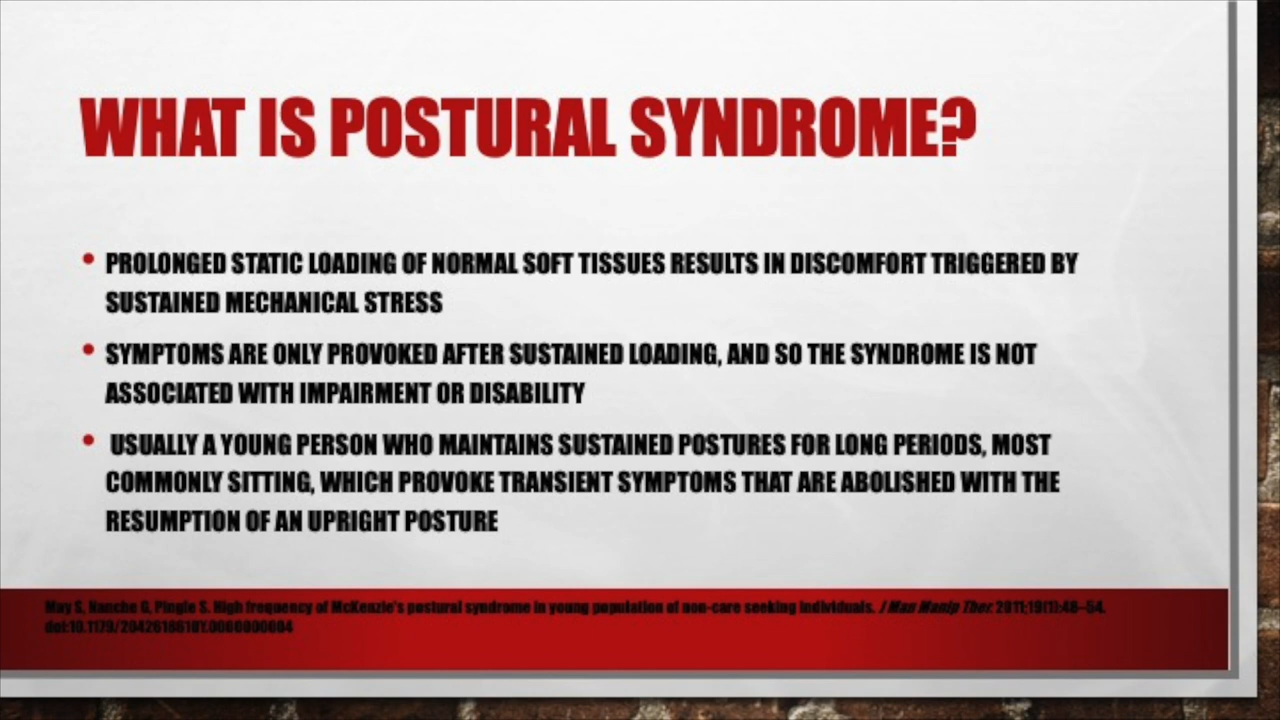 WHAT IS POSTURAL SYNDROME?
• PROLONGED STATIC LOADING OF NORMAL SOFT TISSUES RESULTS IN DISCOMFORT TRIGGERED BY
SUSTAINED MECHANICAL STRESS
• SYMPTOMS ARE ONLY PROVOKED AFTER SUSTAINED LOADING, AND SO THE SYNDROME IS NOT
ASSOCIATED WITH IMPAIRMENT OR DISABILITY
• USUALLY A YOUNG PERSON WHO MAINTAINS SUSTAINED POSTURES FOR LONG PERIODS, MOST
COMMONLY SITTING, WHICH PROVOKE TRANSIENT SYMPTOMS THAT ARE ABOLISHED WITH THE
RESUMPTION OF AN UPRIGHT POSTURE
May S, Nanche G, Pingle S. High frequency of McKenzie's postural syndrome in young population of non-care seeking individuals. J Man Manip Ther. 2011;19(1):48–54.